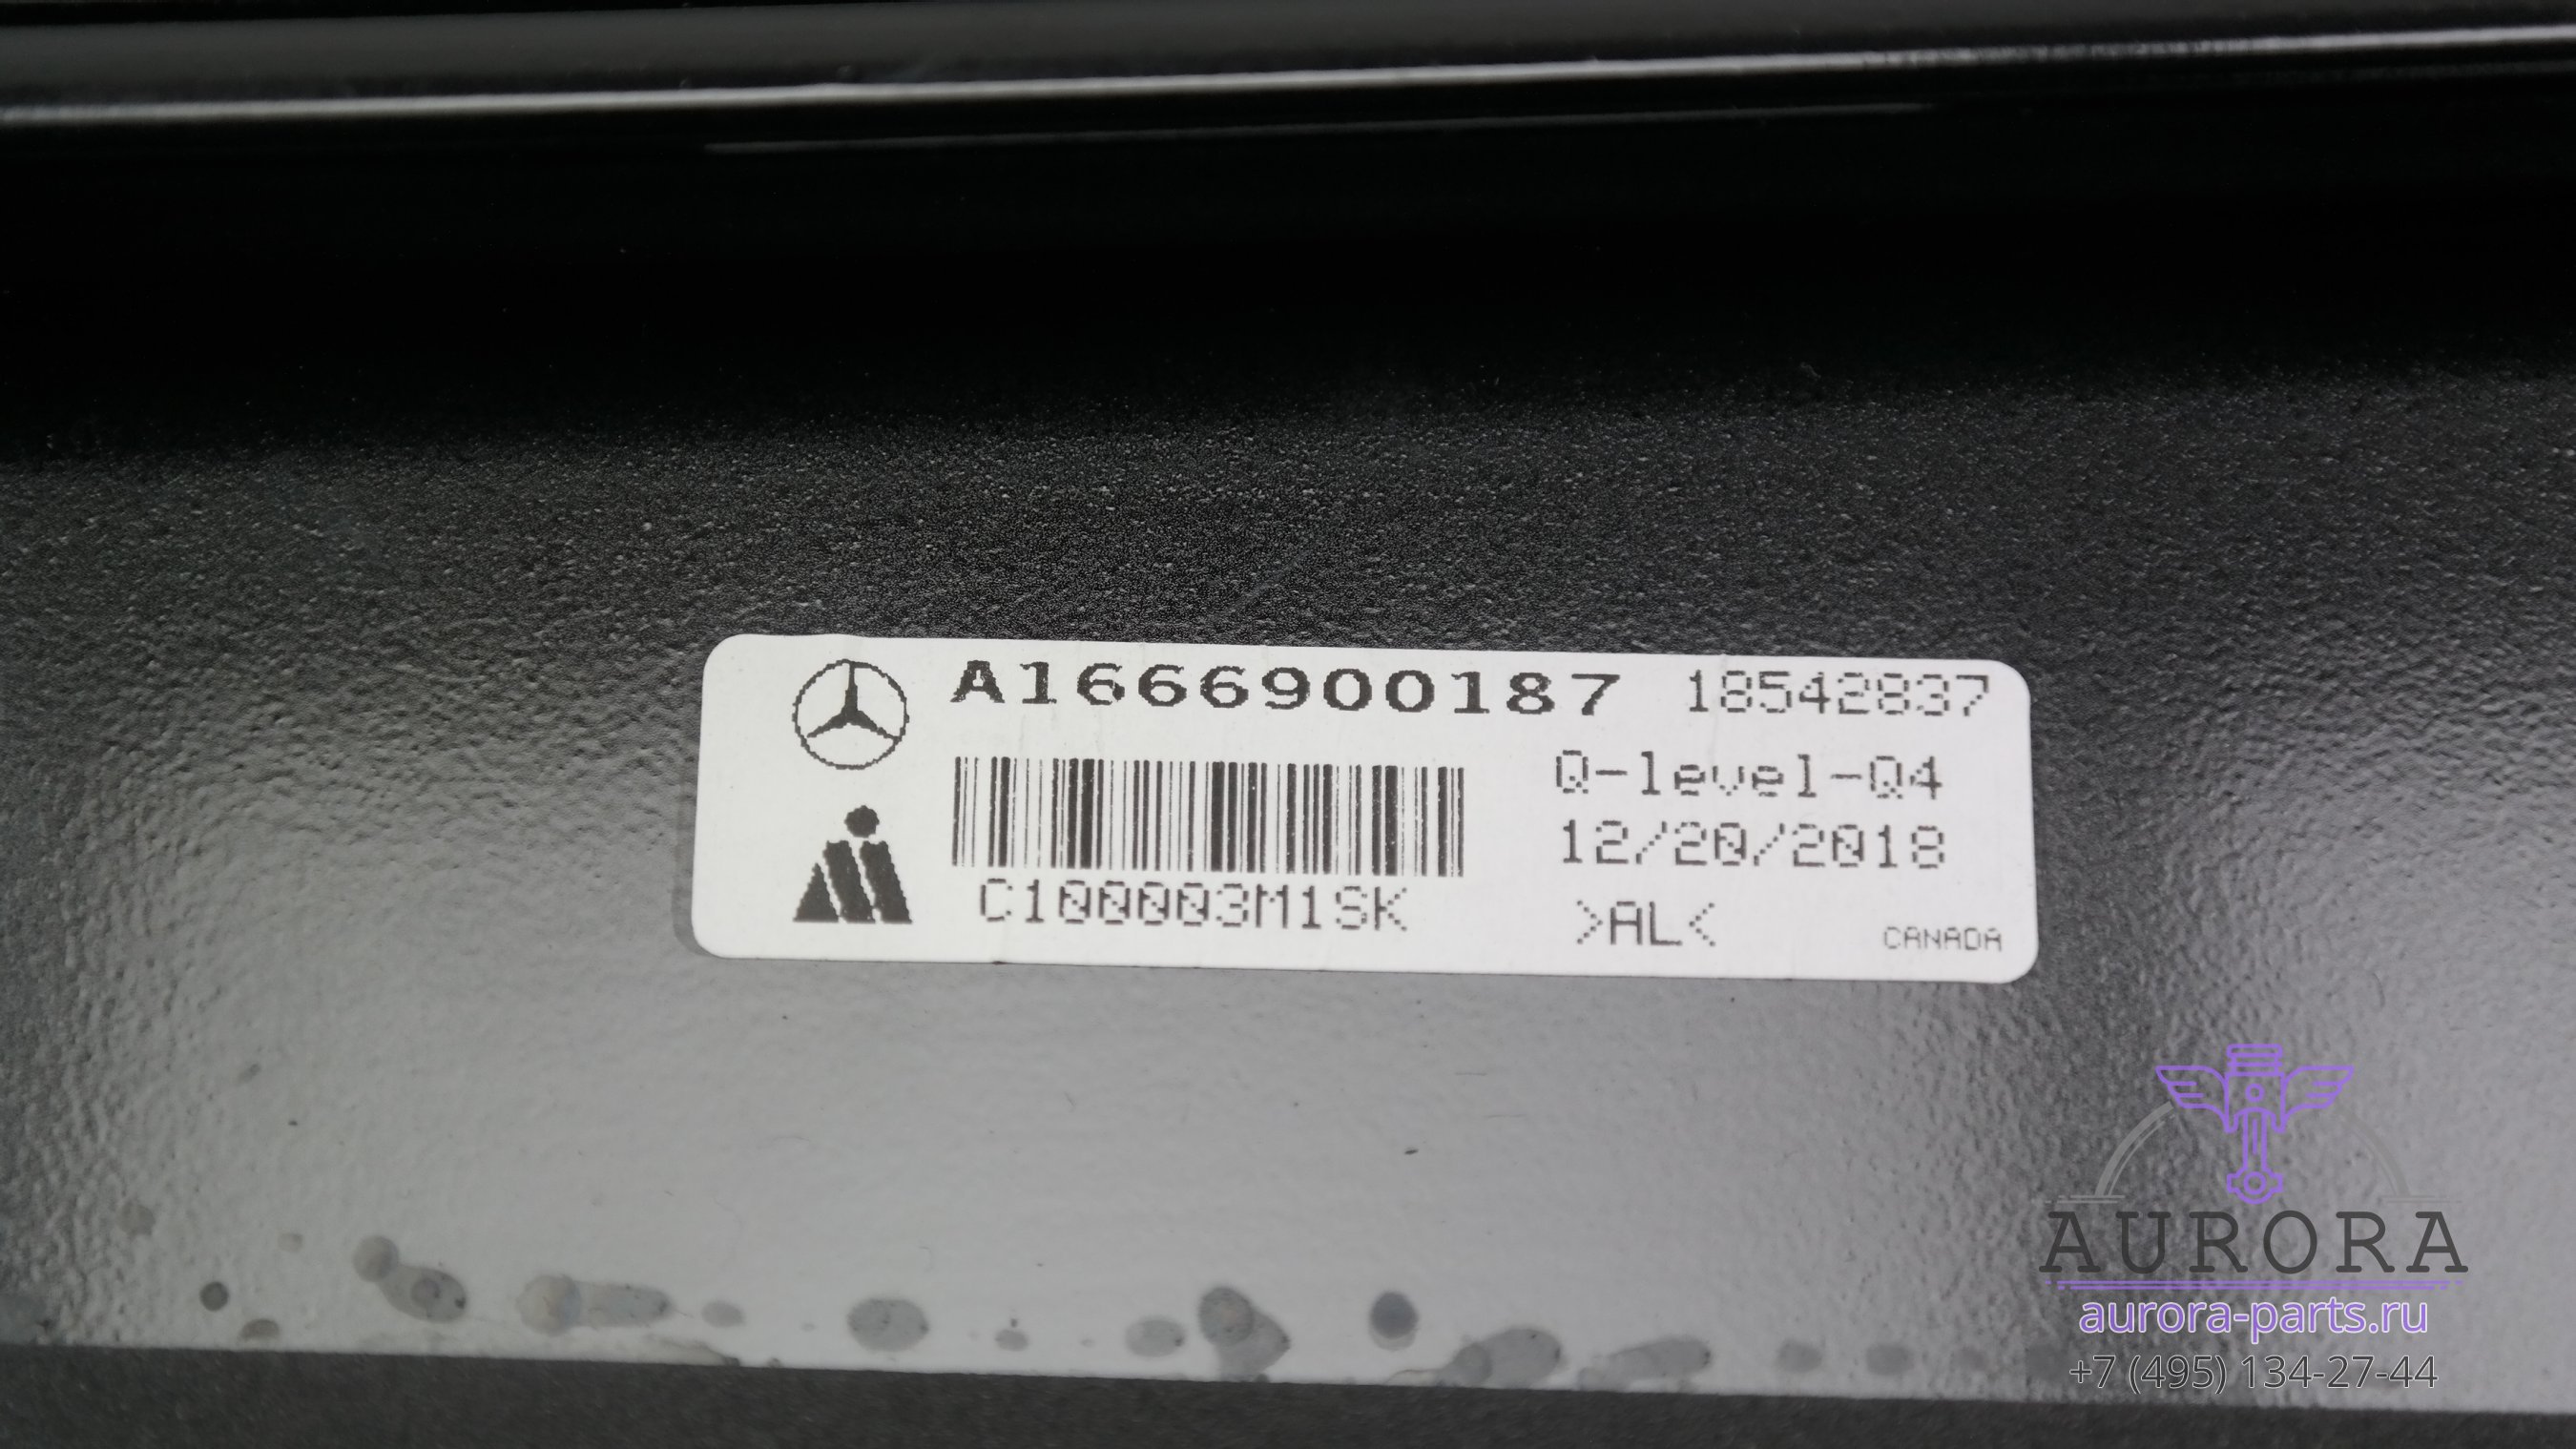 A1666900187 18542837
Q-level-Q4
12/20/2018
C100003M1SK
>AL<
CANADA
AURORA
aurora-parts.ru
+7 (495) 134-27-44